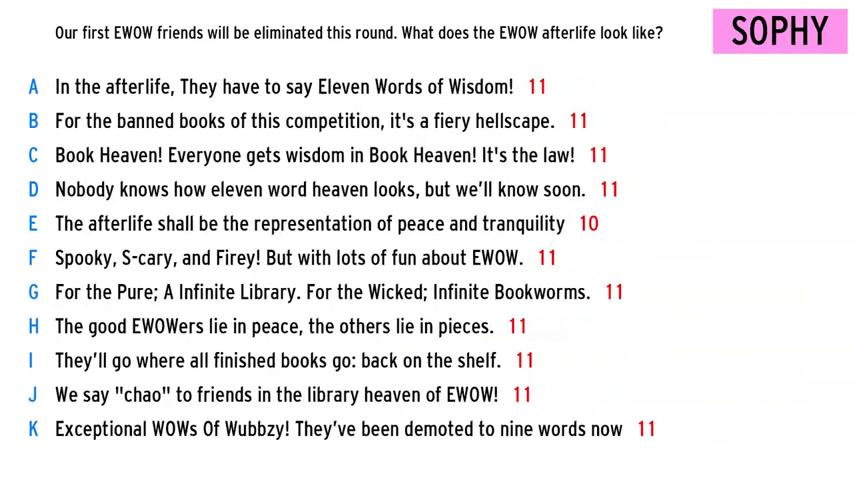 Our first EWOW friends will be eliminated this round. What does the EWOW afterlife look like?
SOPHY
A In the afterlife, They have to say Eleven Words of Wisdom! 11
B For the banned books of this competition, it's a fiery hellscape. 11
C Book Heaven! Everyone gets wisdom in Book Heaven! It's the law! 11
D Nobody knows how eleven word heaven looks, but we’ll know soon. 11
E The afterlife shall be the representation of peace and tranquility 10
F Spooky, S-cary, and Firey! But with lots of fun about EWOW. 11
G For the Pure; A Infinite Library. For the Wicked; Infinite Bookworms. 11
H The good EWOWers lie in peace, the others lie in pieces. 11
I They’ll go where all finished books go: back on the shelf. 11
J We say "chao" to friends in the library heaven of EWOW! 11
K Exceptional WOWs Of Wubbzy! They’ve been demoted to nine words now 11